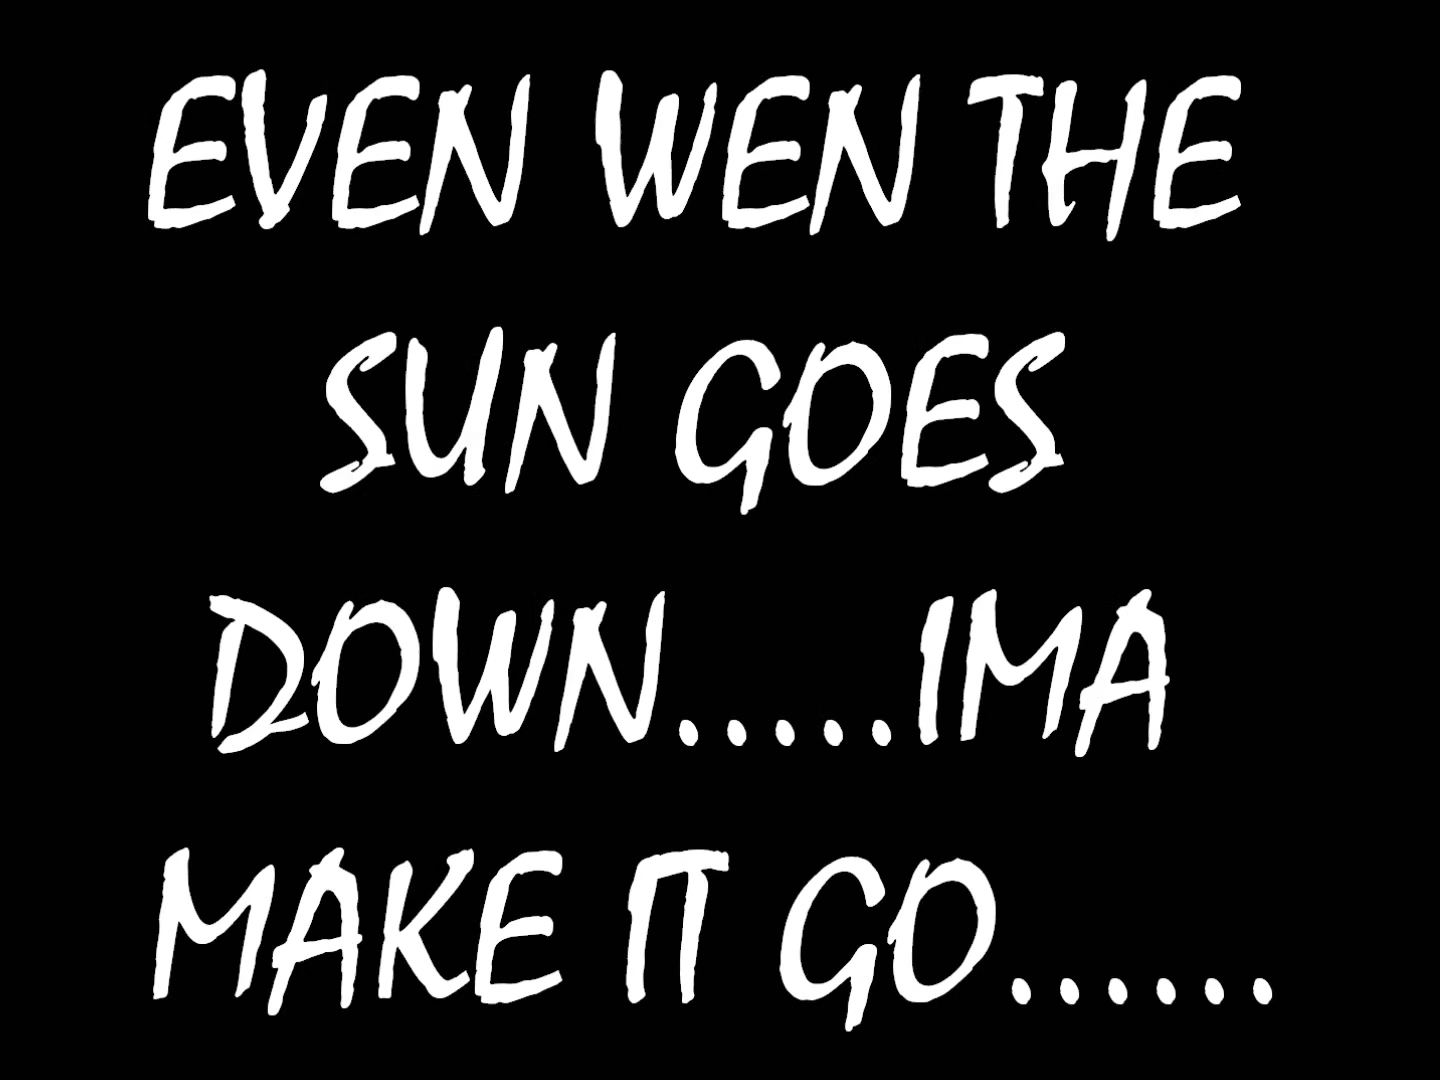 EVEN WEN THE
SUN GOES
DOWN.....IMA
MAKE IT GO......